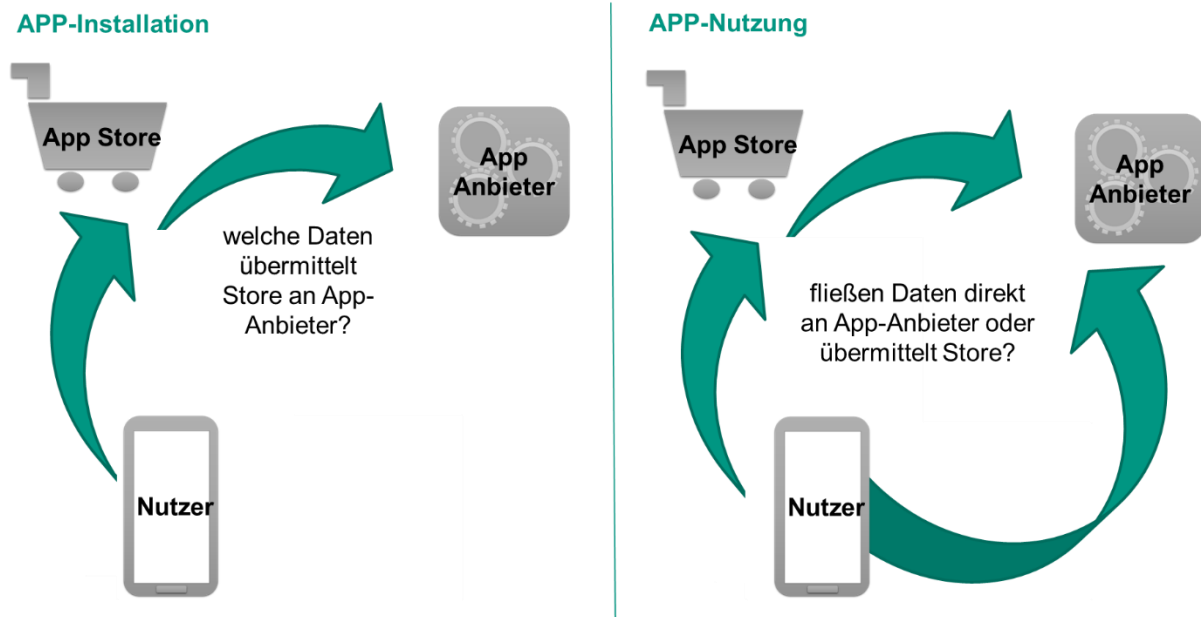 APP-Installation
App Store
App
Anbieter
welche Daten
übermittelt
Store an App-
Anbieter?
Nutzer
APP-Nutzung
App Store
App
Anbieter
fließen Daten direkt
an App-Anbieter oder
übermittelt Store?
Nutzer